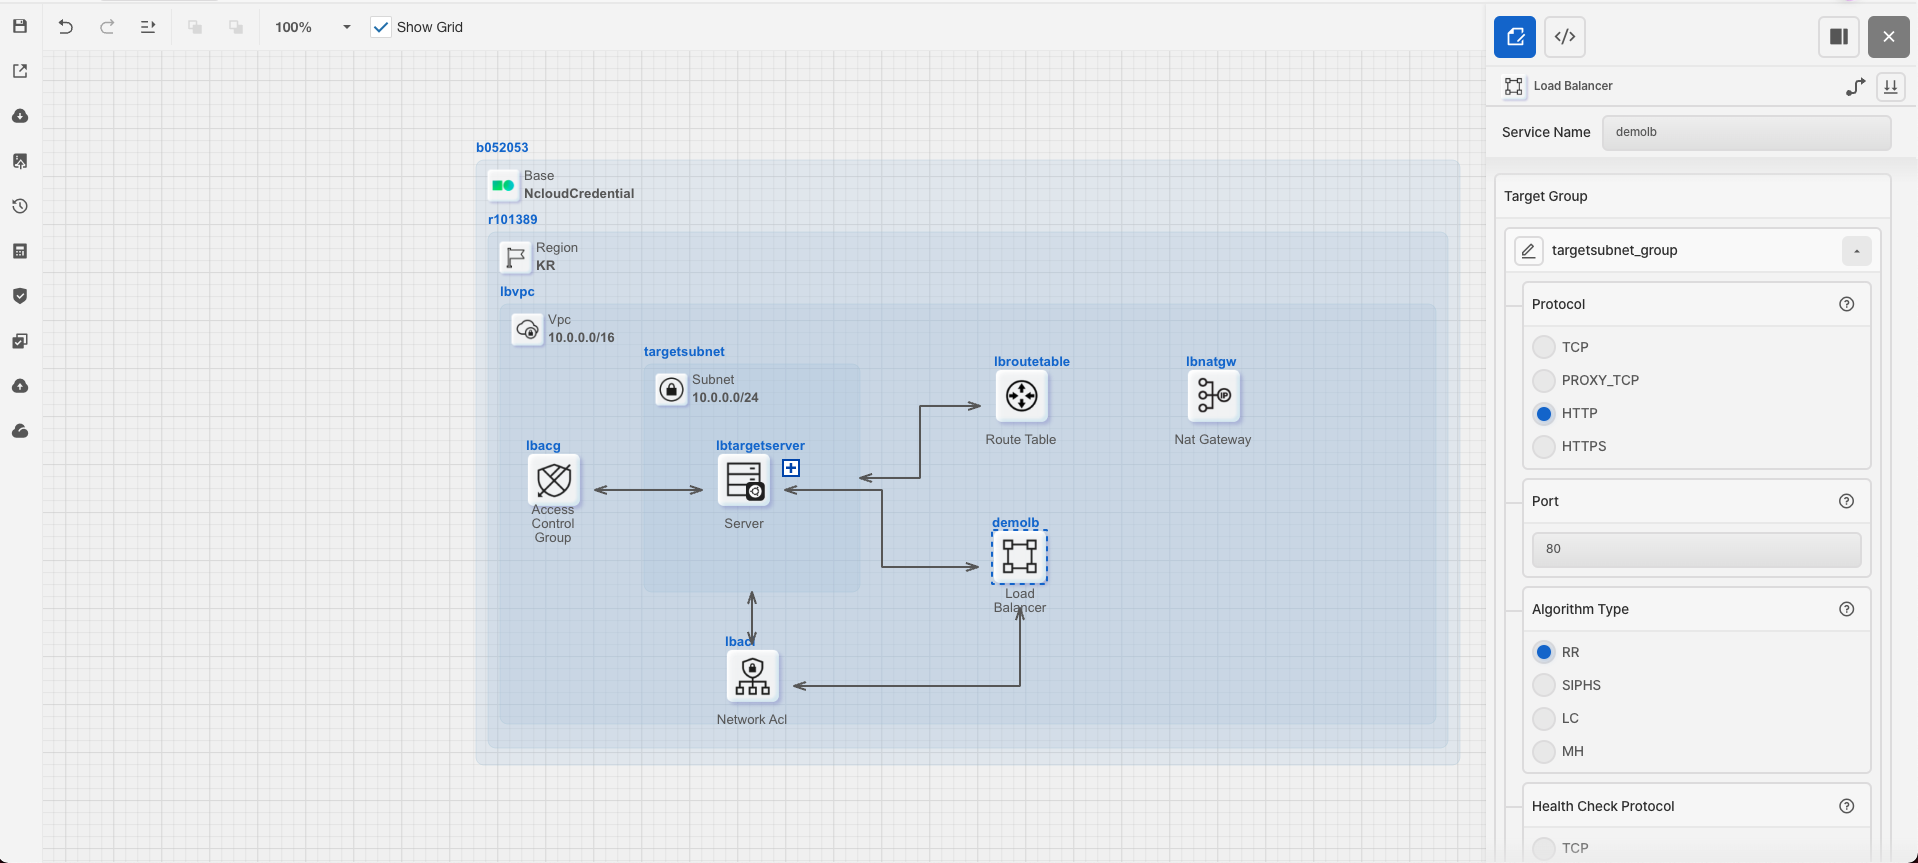 100%
Show Grid
b052053
Base
NcloudCredential
r101389
Region
KR
lbvpc
Vpc
10.0.0.0/16
targetsubnet
Subnet
10.0.0.0/24
lbroutetable
Route Table
lbnatgw
IP
Nat Gateway
lbacg
Access
Control
Group
lbtargetserver
Server
demolb
Load
Balancer
lbacl
Network Acl
</>
Load Balancer
Service Name
demolb
Target Group
targetsubnet_group
Protocol
TCP
PROXY_TCP
HTTP
HTTPS
Port
80
Algorithm Type
RR
SIPHS
LC
MH
Health Check Protocol
TCP